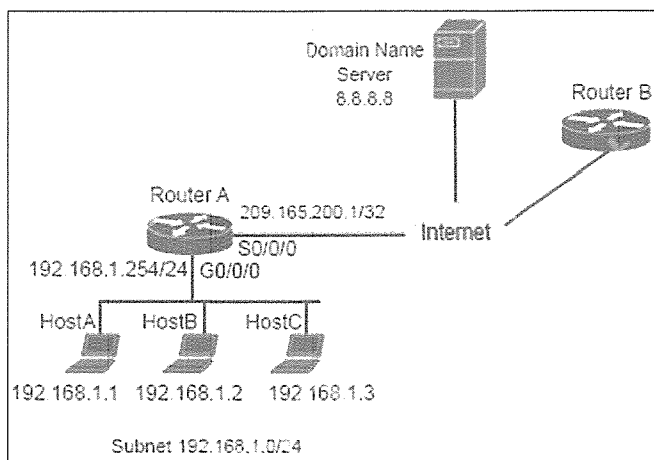 Domain Name
Server
8.8.8.8
Router B
Router A
209.165.200.1/32
Internet
S0/0/0
192.168.1.254/24
G0/0/0
HostA
HostB
HostC
192.168.1.1
192.168.1.2
192.168.1.3
Subnet 192.168.1.0/24